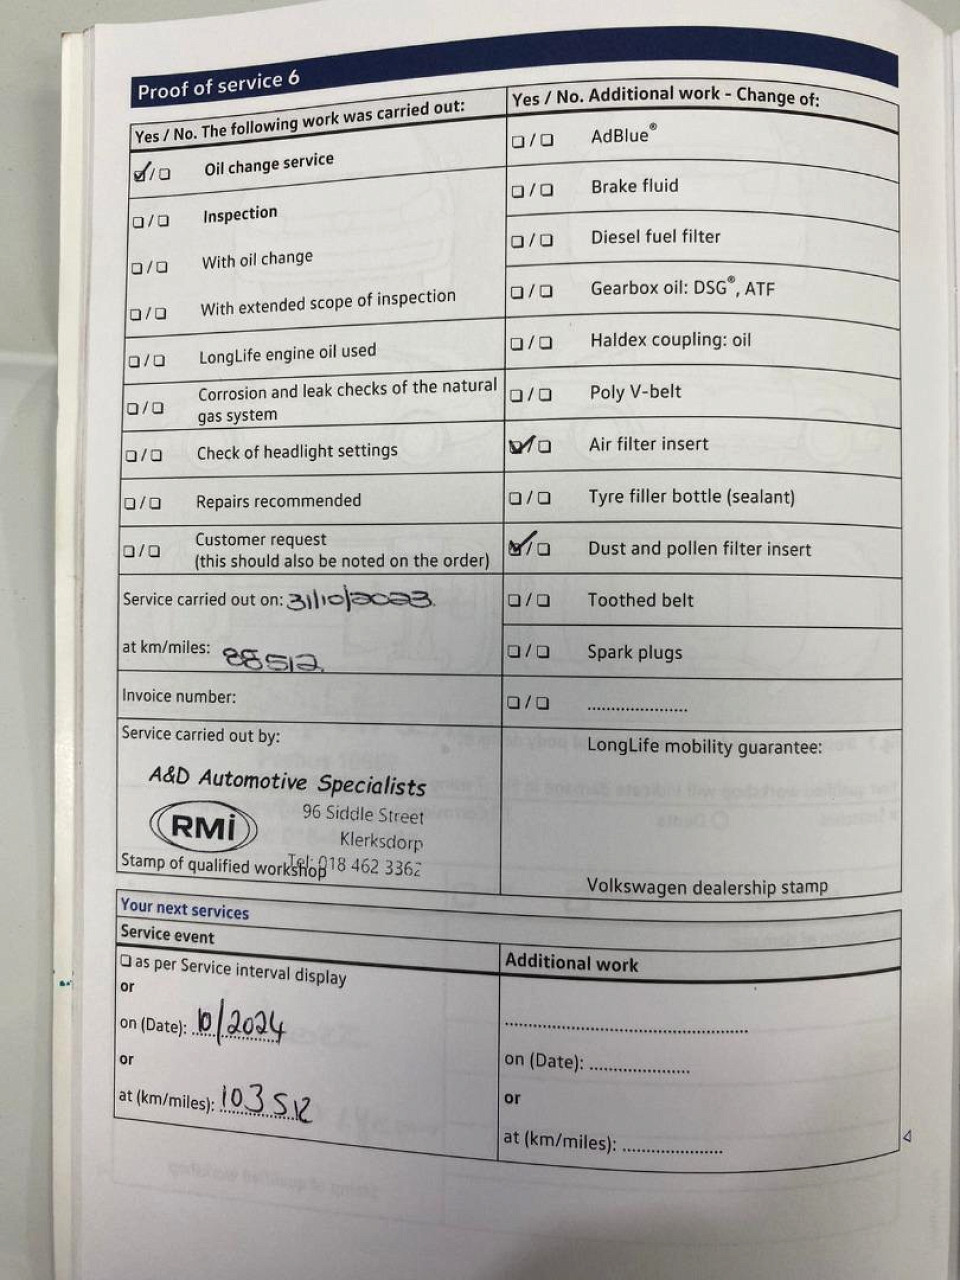 Proof of service 6
Yes / No. The following work was carried out:
☑/☐ Oil change service
☐/☐ Inspection
☐/☐ With oil change
☐/☐ With extended scope of inspection
☐/☐ LongLife engine oil used
☐/☐ Corrosion and leak checks of the natural
gas system
☐/☐ Check of headlight settings
☐/☐ Repairs recommended
☐/☐ Customer request
(this should also be noted on the order)
Service carried out on: 31/10/2023
at km/miles: 88512
Invoice number:
Service carried out by:
A&D Automotive Specialists
RMi
96 Siddle Street
Klerksdorp
Tel: 018 462 3362
Stamp of qualified workshop
Yes / No. Additional work - Change of:
☐/☐ AdBlue®
☐/☐ Brake fluid
☐/☐ Diesel fuel filter
☐/☐ Gearbox oil: DSG®, ATF
☐/☐ Haldex coupling: oil
☐/☐ Poly V-belt
☑/☐ Air filter insert
☐/☐ Tyre filler bottle (sealant)
☑/☐ Dust and pollen filter insert
☐/☐ Toothed belt
☐/☐ Spark plugs
☐/☐ ....................
LongLife mobility guarantee:
Volkswagen dealership stamp
Your next services
Service event
☐ as per Service interval display
or
on (Date): 10/2024
or
at (km/miles): 103512
Additional work
..................................................
on (Date): ....................
or
at (km/miles): ....................